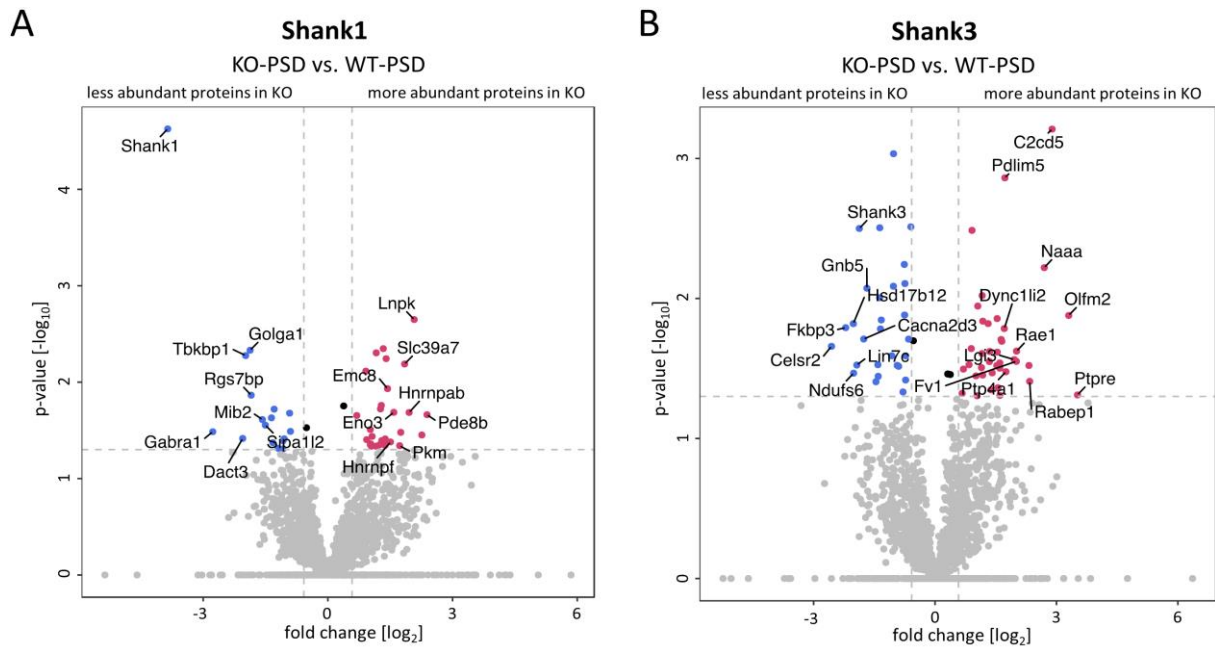 A
Shank1
KO-PSD vs. WT-PSD
less abundant proteins in KO
more abundant proteins in KO
Shank1
Lnpk
Golga1
Tbkbp1
Slc39a7
Rgs7bp
Emc8
Hnrnpab
Mib2
Eno3
Pde8b
Gabra1
Sipa1l2
Dact3
Hnrnpf
Pkm
p-value [-log10]
4
3
2
1
0
-3
0
3
6
fold change [log2]
B
Shank3
KO-PSD vs. WT-PSD
less abundant proteins in KO
more abundant proteins in KO
C2cd5
Pdlim5
Shank3
Naaa
Gnb5
Hsd17b12
Dync1li2
Olfm2
Fkbp3
Cacna2d3
Rae1
Celsr2
Lin7c
Lgi3
Ndufs6
Fv1
Ptp4a1
Ptpre
Rabep1
p-value [-log10]
3
2
1
0
-3
0
3
6
fold change [log2]